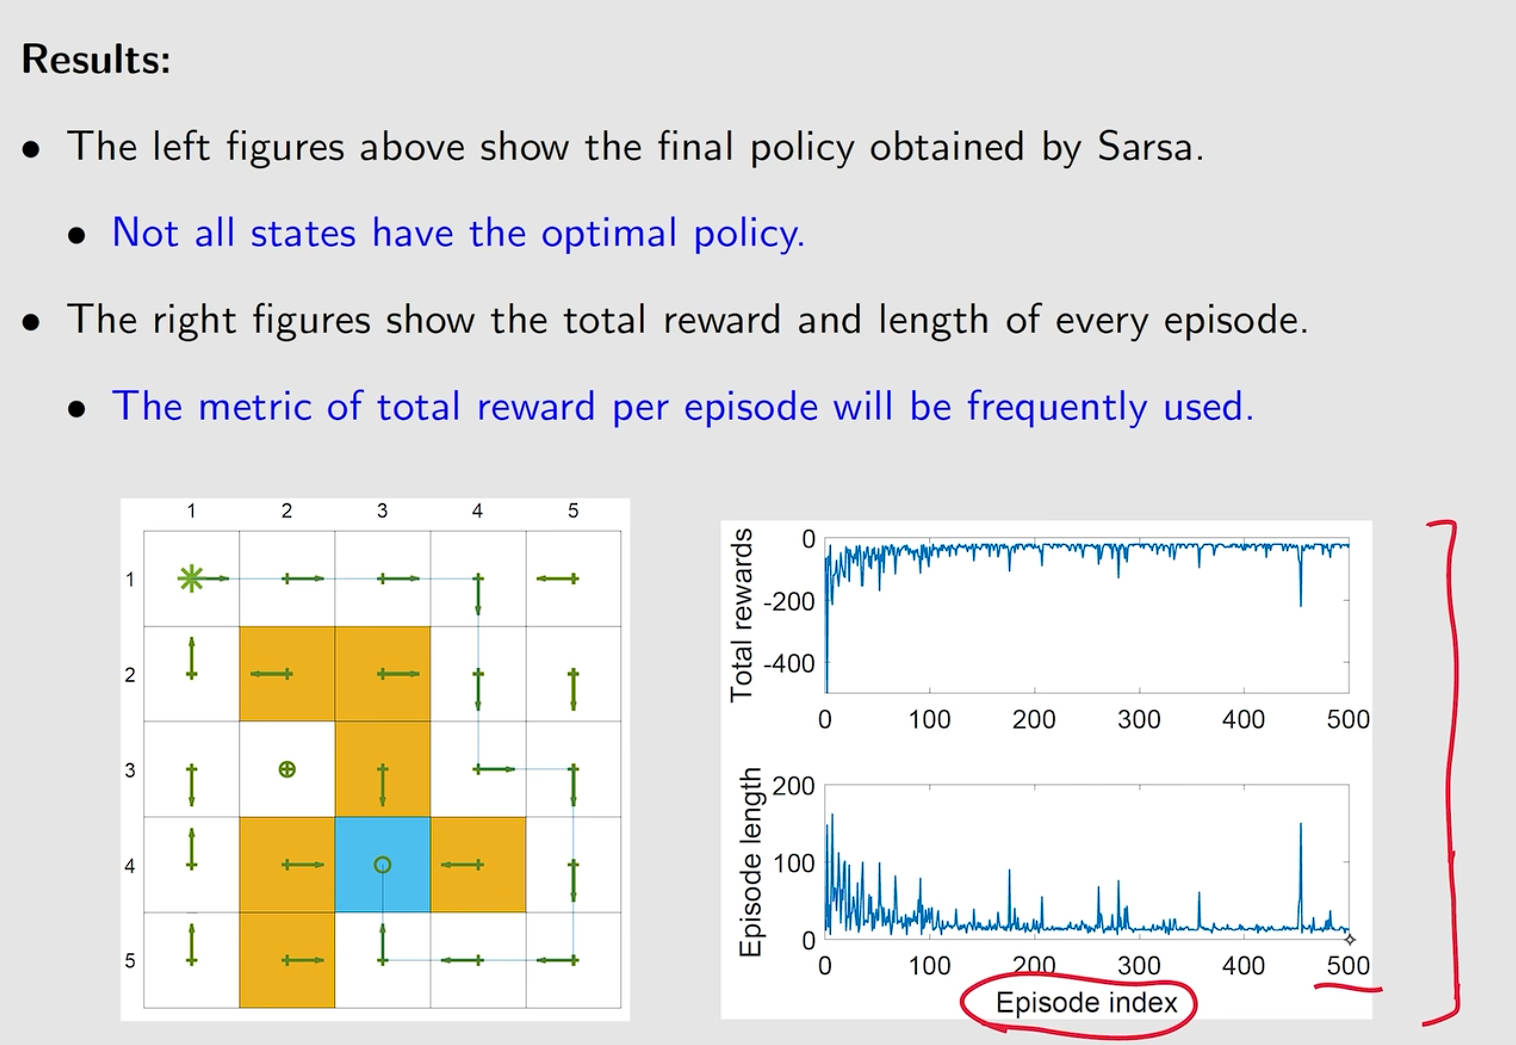 Results:
• The left figures above show the final policy obtained by Sarsa.
• Not all states have the optimal policy.
• The right figures show the total reward and length of every episode.
• The metric of total reward per episode will be frequently used.
1 2 3 4 5
1
2
3
4
5
Total rewards
0
-200
-400
0 100 200 300 400 500
Episode length
200
100
0
0 100 200 300 400 500
Episode index